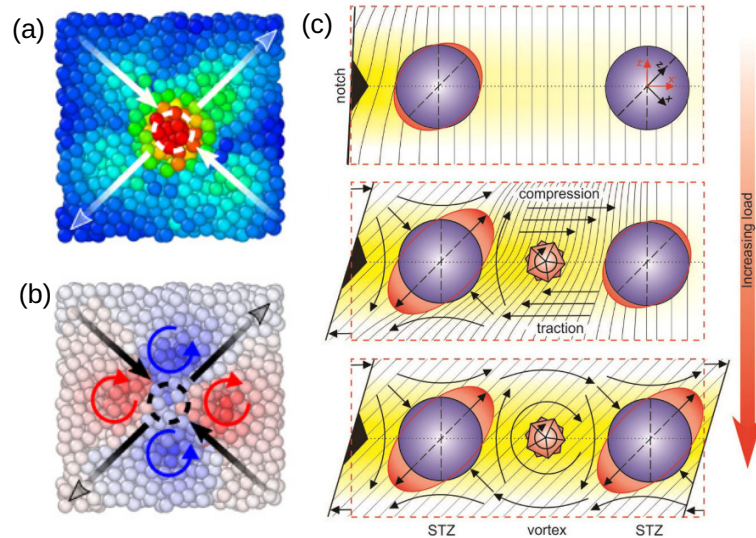 (a)
(b)
(c)
notch
z
z
x
x
compression
traction
STZ
vortex
STZ
Increasing load